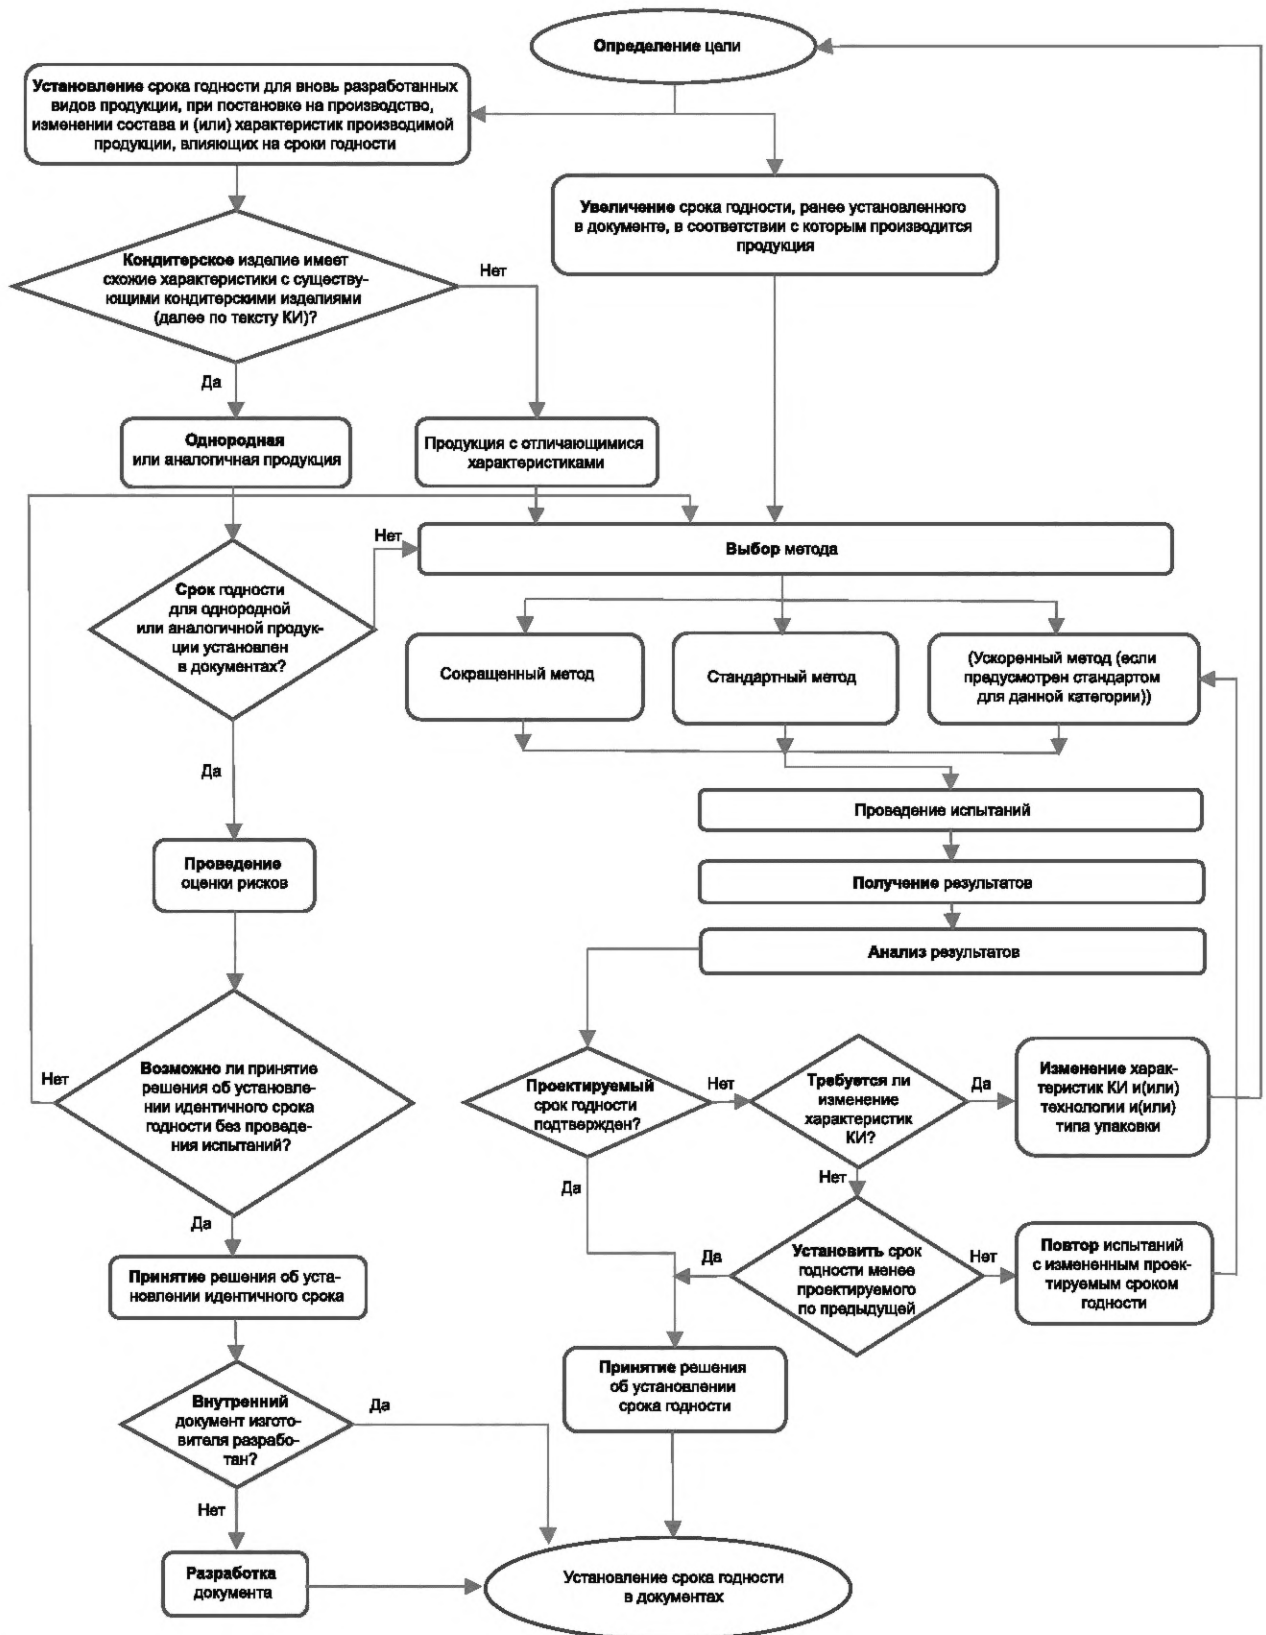 Определение цели
Установление срока годности для вновь разработанных
видов продукции, при постановке на производство,
изменении состава и (или) характеристик производимой
продукции, влияющих на сроки годности
Увеличение срока годности, ранее установленного
в документе, в соответствии с которым производится
продукция
Кондитерское изделие имеет
схожие характеристики с существу-
ющими кондитерскими изделиями
(далее по тексту КИ)?
Нет
Да
Однородная
или аналогичная продукция
Продукция с отличающимися
характеристиками
Нет
Выбор метода
Срок годности
для однородной
или аналогичной продук-
ции установлен
в документах?
Сокращенный метод
Стандартный метод
(Ускоренный метод (если
предусмотрен стандартом
для данной категории))
Да
Проведение испытаний
Проведение
оценки рисков
Получение результатов
Анализ результатов
Нет
Возможно ли принятие
решения об установле-
нии идентичного срока
годности без проведе-
ния испытаний?
Проектируемый
срок годности
подтвержден?
Нет
Требуется ли
изменение
характеристик
КИ?
Да
Изменение харак-
теристик КИ и(или)
технологии и(или)
типа упаковки
Да
Нет
Да
Принятие решения об уста-
новлении идентичного срока
Да
Установить срок
годности менее
проектируемого
по предыдущей
Нет
Повтор испытаний
с измененным проек-
тируемым сроком
годности
Принятие решения
об установлении
срока годности
Внутренний
документ изгото-
вителя разрабо-
тан?
Да
Нет
Разработка
документа
Установление срока годности
в документах